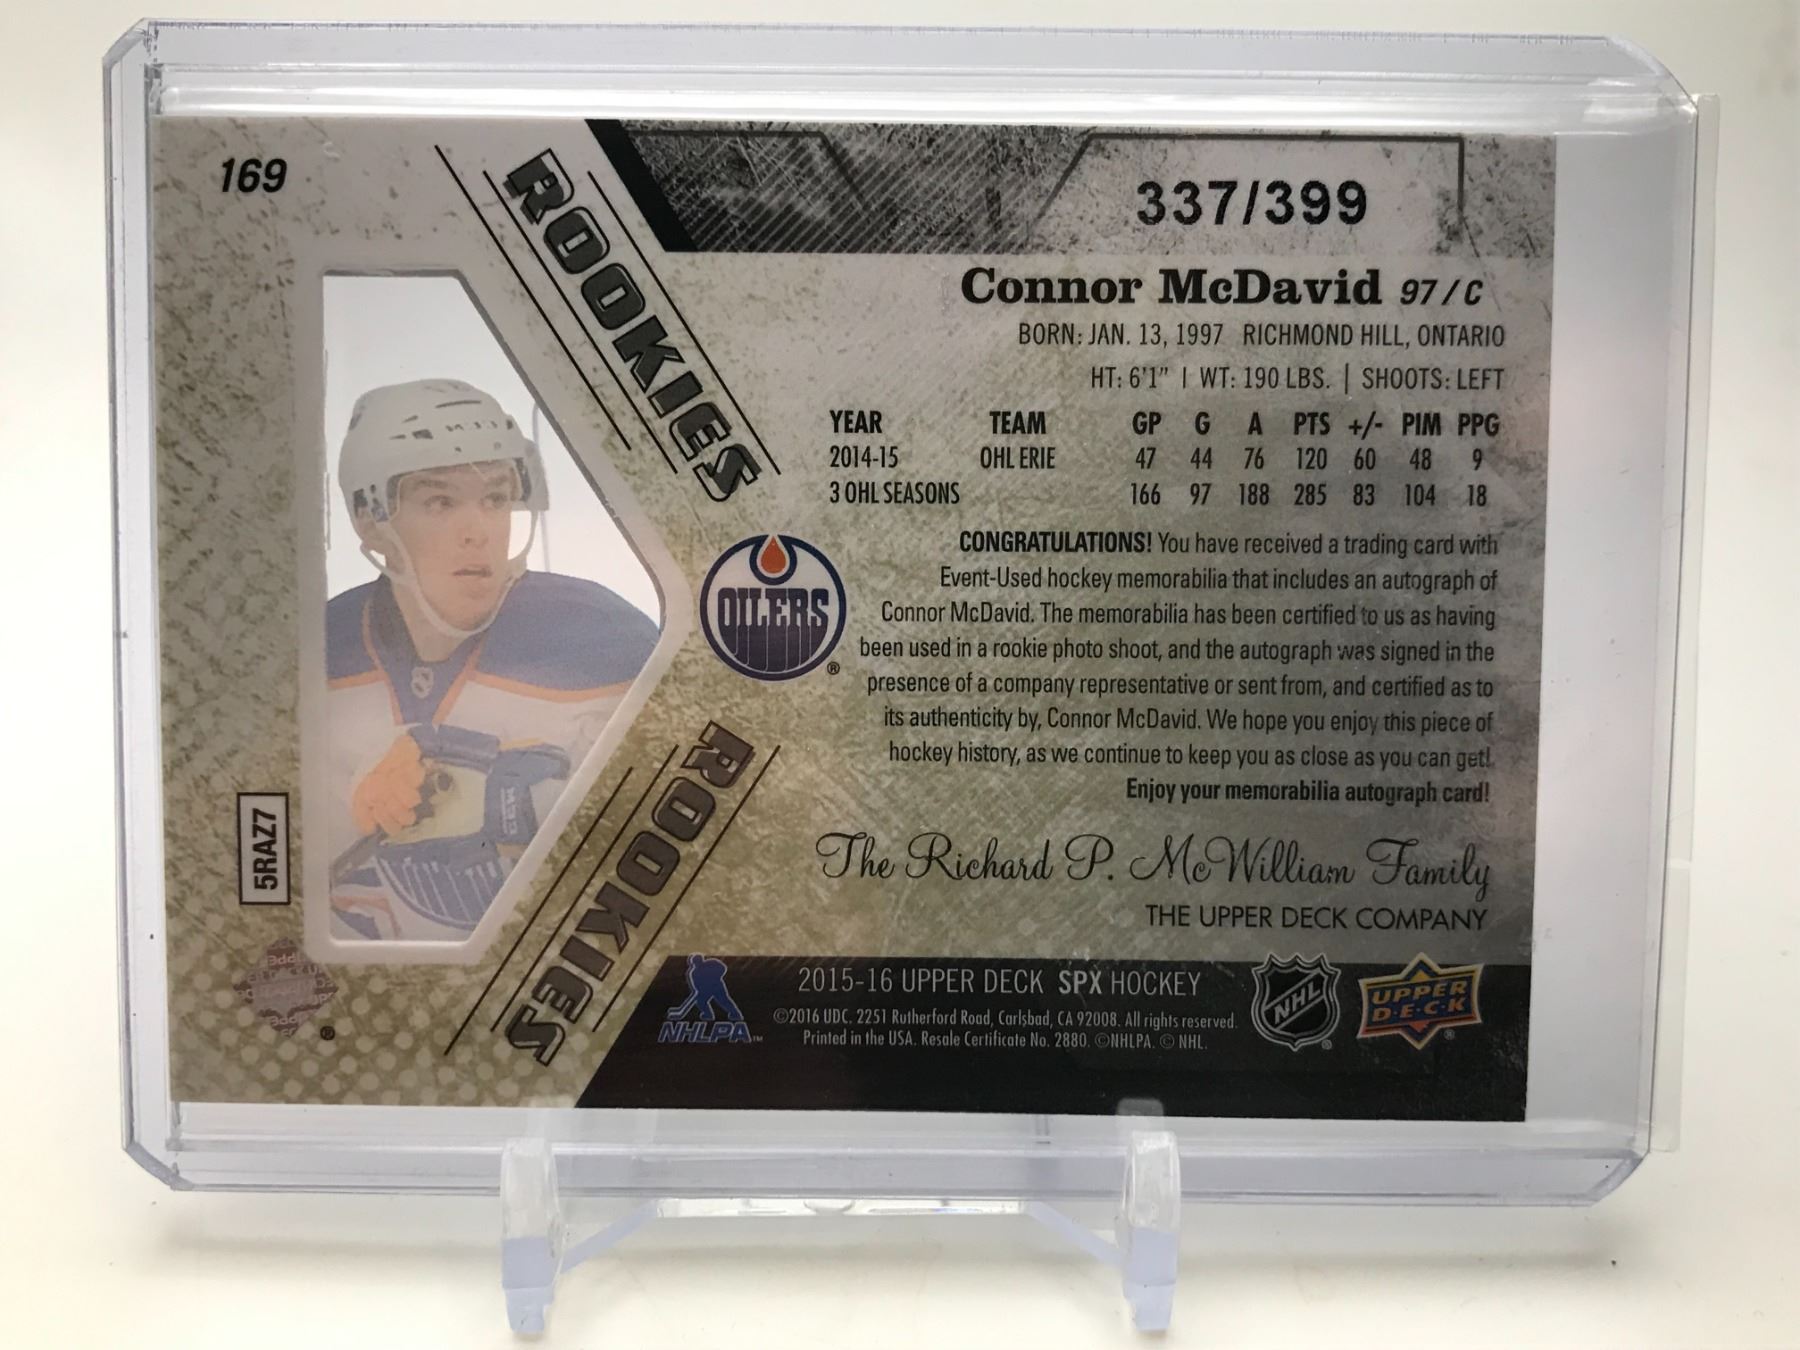 169
ROOKIES
337/399
Connor McDavid 97/C
BORN: JAN. 13, 1997 RICHMOND HILL, ONTARIO
HT: 6'1" | WT: 190 LBS. | SHOOTS: LEFT
YEAR TEAM GP G A PTS +/- PIM PPG
2014-15 OHL ERIE 47 44 76 120 60 48 9
3 OHL SEASONS 166 97 188 285 83 104 18
CONGRATULATIONS! You have received a trading card with
Event-Used hockey memorabilia that includes an autograph of
Connor McDavid. The memorabilia has been certified to us as having
been used in a rookie photo shoot, and the autograph was signed in the
presence of a company representative or sent from, and certified as to
its authenticity by, Connor McDavid. We hope you enjoy this piece of
hockey history, as we continue to keep you as close as you can get!
Enjoy your memorabilia autograph card!
OILERS
®
ROOKIES
5RAZ7
The Richard P. McWilliam Family
THE UPPER DECK COMPANY
®
NHLPA™
2015-16 UPPER DECK SPX HOCKEY
©2016 UDC. 2251 Rutherford Road, Carlsbad, CA 92008. All rights reserved.
Printed in the USA. Resale Certificate No. 2880. ©NHLPA. © NHL.
NHL
®
UPPER
D·E·C·K
®